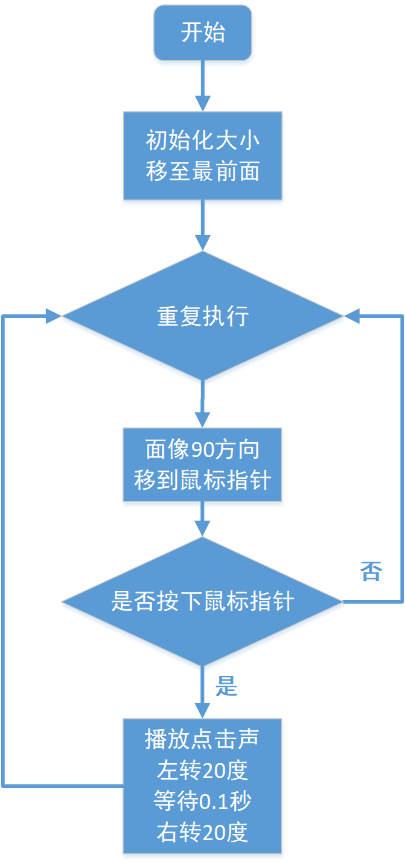 开始
初始化大小
移至最前面
重复执行
面像90方向
移到鼠标指针
是否按下鼠标指针
否
是
播放点击声
左转20度
等待0.1秒
右转20度